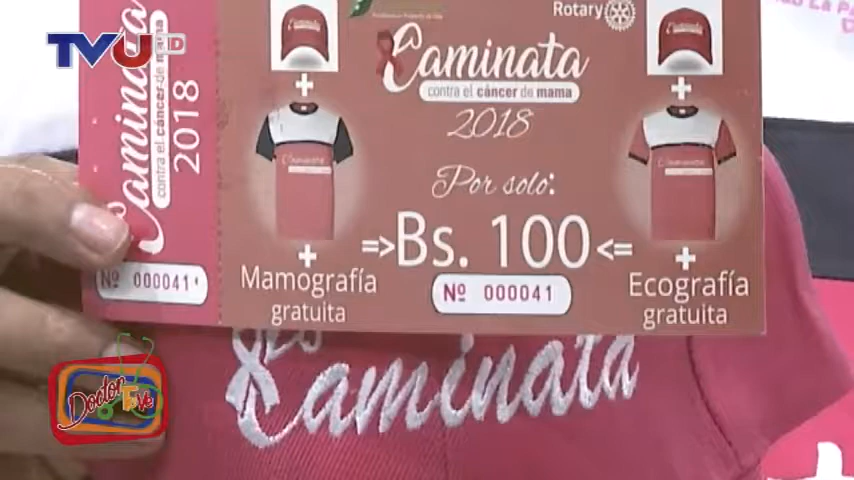 TVU HD
Caminata
contra el cáncer de mama
2018
Nº 000041
Rotary
Caminata
contra el cáncer de mama
2018
Por solo:
=>Bs. 100<=
Nº 000041
+
+
Mamografía
gratuita
+
+
Ecografía
gratuita
Caminata
Doctor TeVe